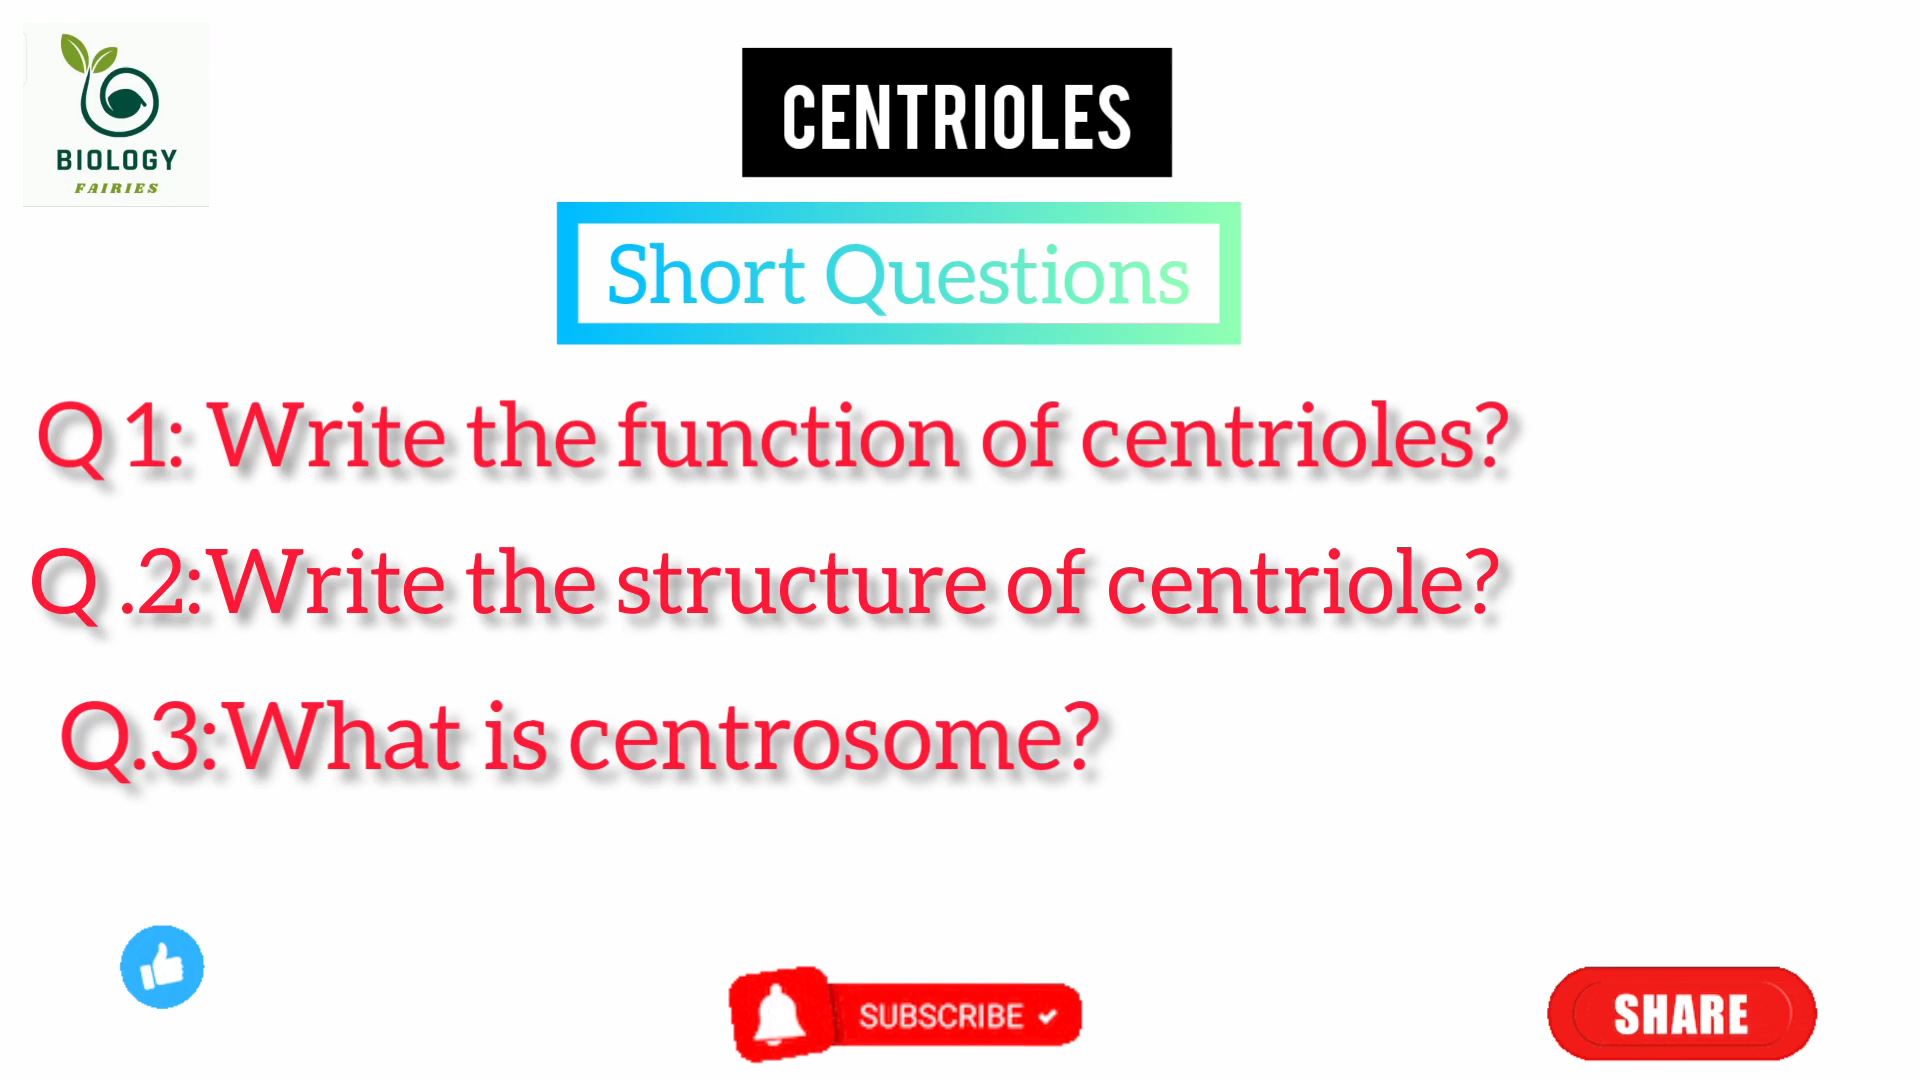 BIOLOGY
FAIRIES
CENTRIOLES
Short Questions
Q 1: Write the function of centrioles?
Q .2:Write the structure of centriole?
Q.3:What is centrosome?
SUBSCRIBE
SHARE